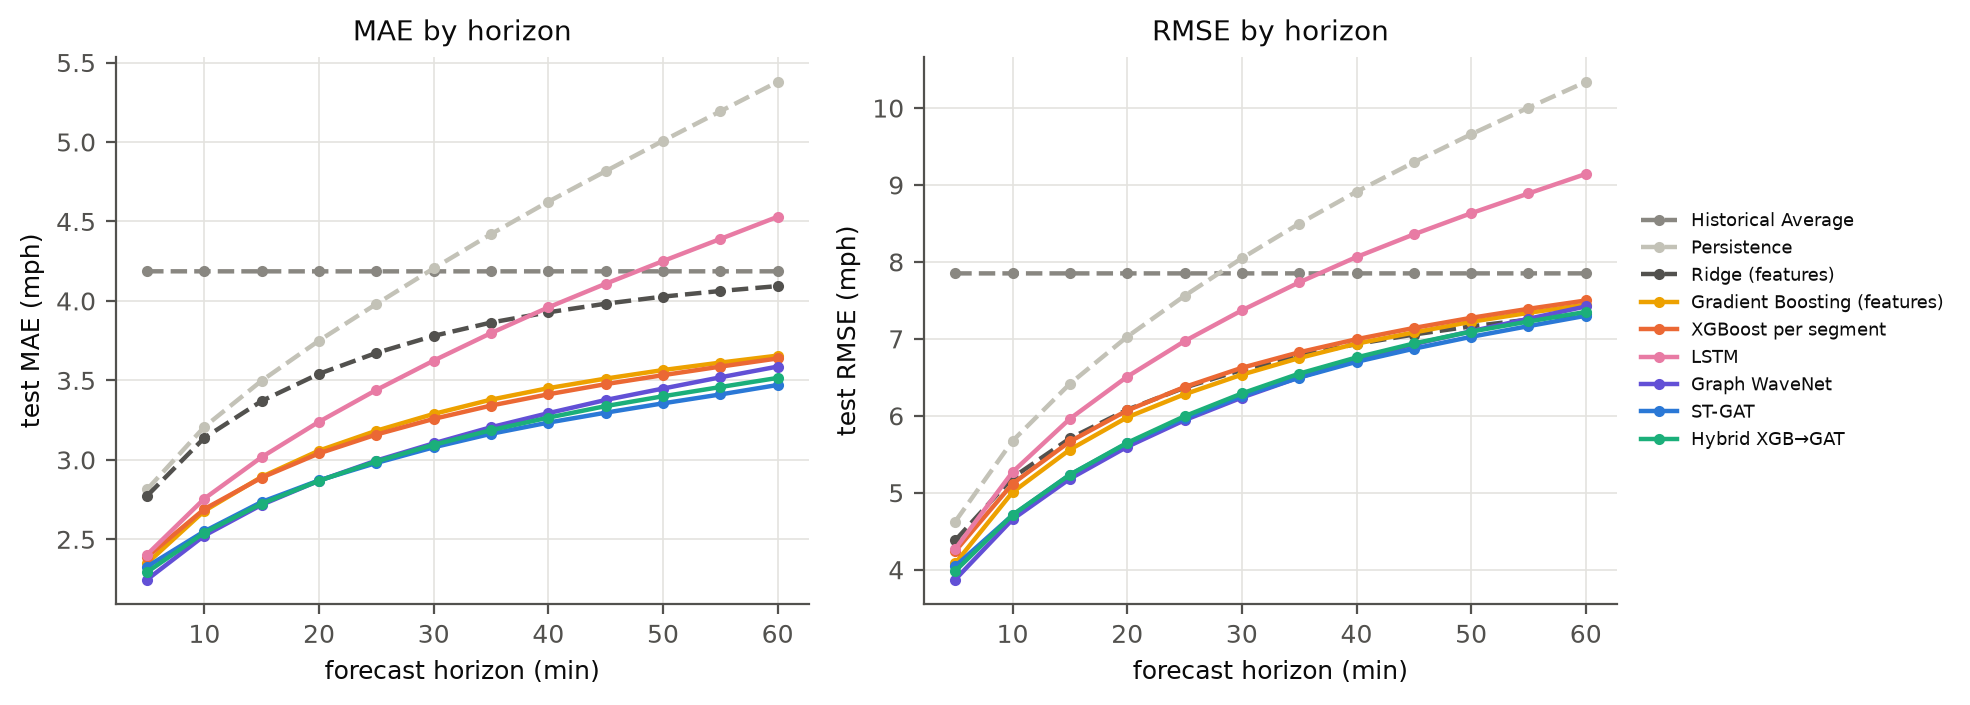 MAE by horizon
test MAE (mph)
5.5
5.0
4.5
4.0
3.5
3.0
2.5
10 20 30 40 50 60
forecast horizon (min)
RMSE by horizon
test RMSE (mph)
10
9
8
7
6
5
4
10 20 30 40 50 60
forecast horizon (min)
Historical Average
Persistence
Ridge (features)
Gradient Boosting (features)
XGBoost per segment
LSTM
Graph WaveNet
ST-GAT
Hybrid XGB→GAT